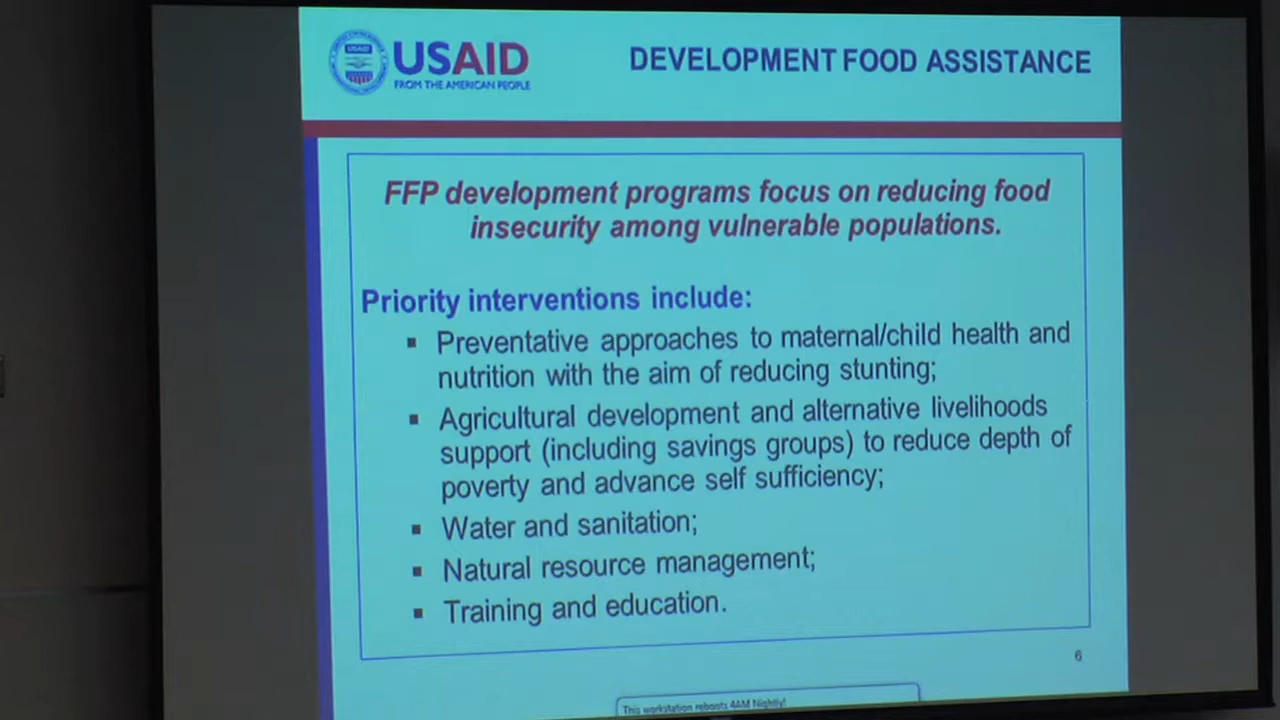 USAID
USAID
FROM THE AMERICAN PEOPLE
DEVELOPMENT FOOD ASSISTANCE
FFP development programs focus on reducing food
insecurity among vulnerable populations.
Priority interventions include:
▪ Preventative approaches to maternal/child health and
nutrition with the aim of reducing stunting;
▪ Agricultural development and alternative livelihoods
support (including savings groups) to reduce depth of
poverty and advance self sufficiency;
▪ Water and sanitation;
▪ Natural resource management;
▪ Training and education.
6
This workstation reboots 4AM Nightly!